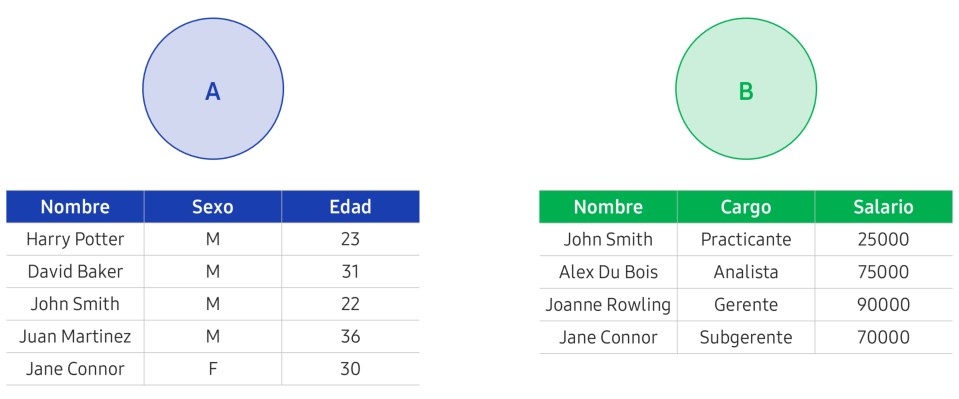 A
Nombre Sexo Edad
Harry Potter M 23
David Baker M 31
John Smith M 22
Juan Martinez M 36
Jane Connor F 30
B
Nombre Cargo Salario
John Smith Practicante 25000
Alex Du Bois Analista 75000
Joanne Rowling Gerente 90000
Jane Connor Subgerente 70000